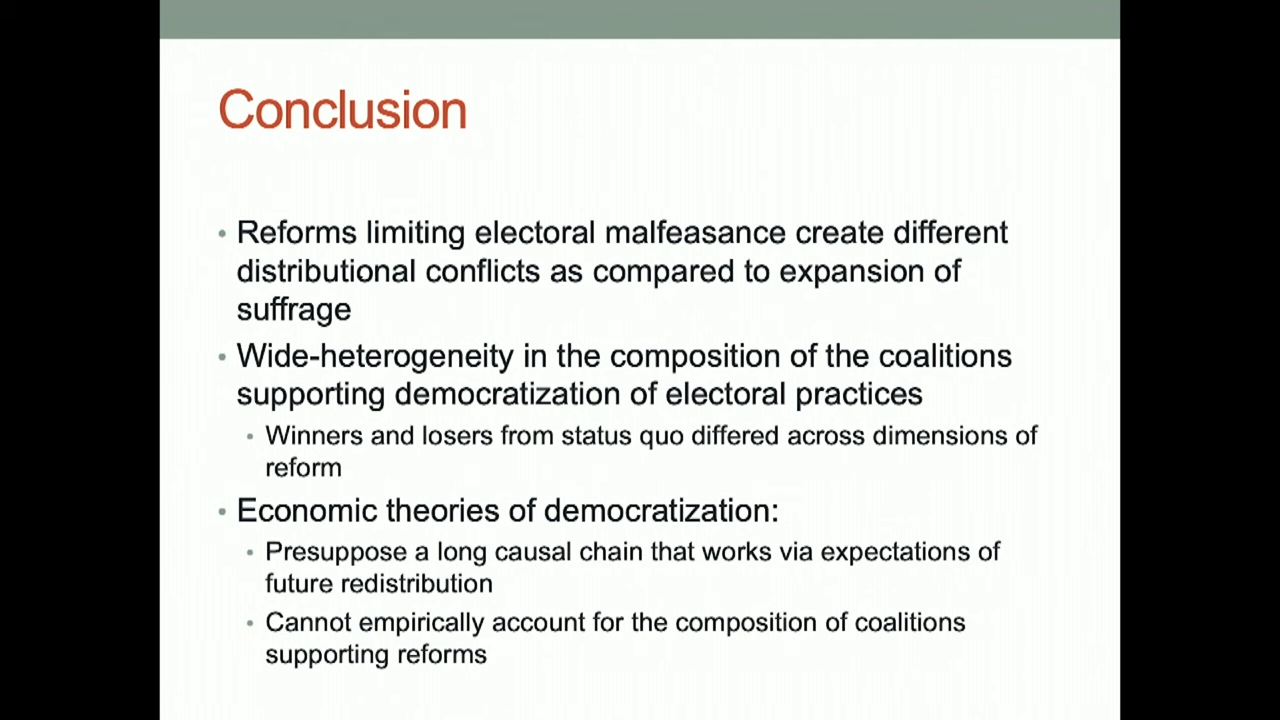 Conclusion
• Reforms limiting electoral malfeasance create different
distributional conflicts as compared to expansion of
suffrage
• Wide-heterogeneity in the composition of the coalitions
supporting democratization of electoral practices
• Winners and losers from status quo differed across dimensions of
reform
• Economic theories of democratization:
• Presuppose a long causal chain that works via expectations of
future redistribution
• Cannot empirically account for the composition of coalitions
supporting reforms